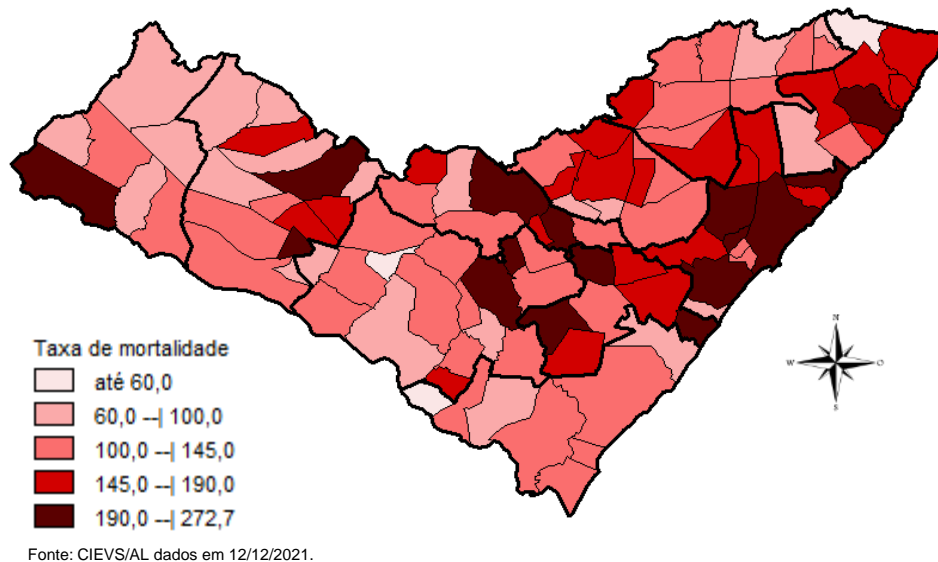 N
W
O
S
Taxa de mortalidade
até 60,0
60,0 --| 100,0
100,0 --| 145,0
145,0 --| 190,0
190,0 --| 272,7
Fonte: CIEVS/AL dados em 12/12/2021.